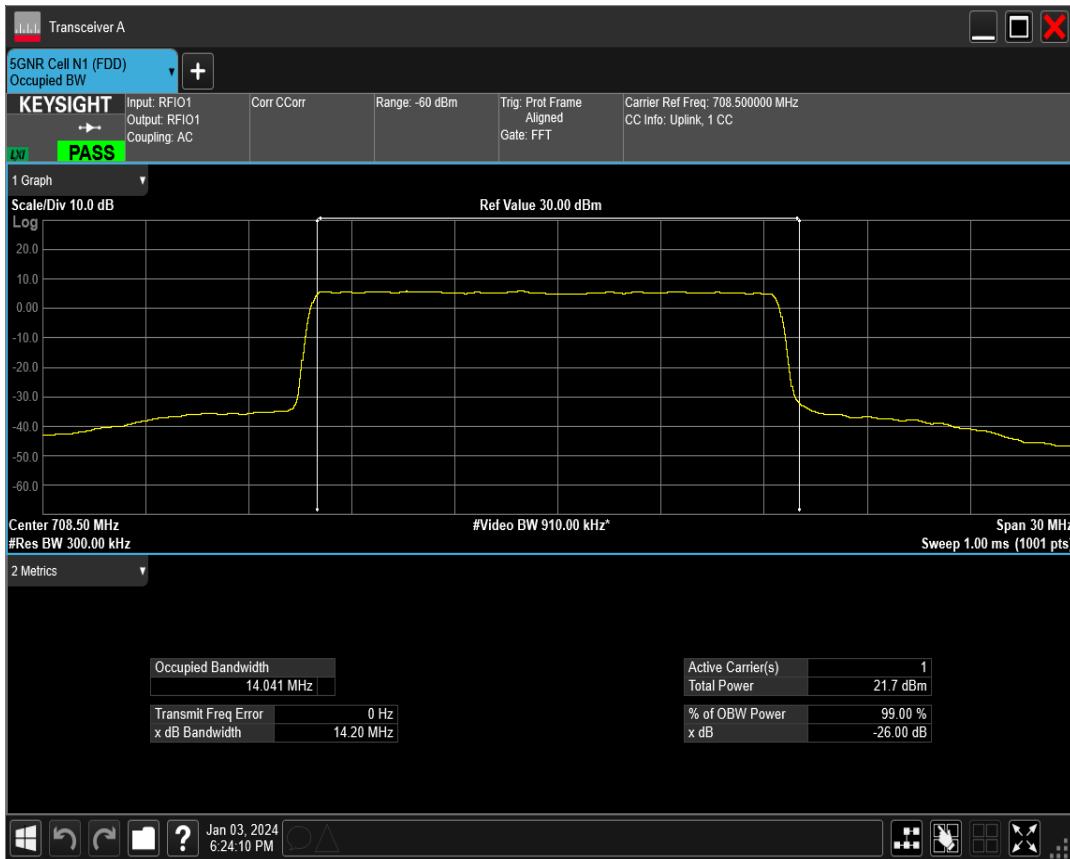 Transceiver A
5GNR Cell N1 (FDD)
Occupied BW
+
KEYSIGHT
LXI
PASS
Input: RFIO1
Output: RFIO1
Coupling: AC
Corr CCorr
Range: -60 dBm
Trig: Prot Frame
Aligned
Gate: FFT
Carrier Ref Freq: 708.500000 MHz
CC Info: Uplink, 1 CC
1 Graph
Scale/Div 10.0 dB
Ref Value 30.00 dBm
Log
20.0
10.0
0.00
-10.0
-20.0
-30.0
-40.0
-50.0
-60.0
Center 708.50 MHz
#Video BW 910.00 kHz*
Span 30 MHz
#Res BW 300.00 kHz
Sweep 1.00 ms (1001 pts)
2 Metrics
Occupied Bandwidth
14.041 MHz
Transmit Freq Error 0 Hz
x dB Bandwidth 14.20 MHz
Active Carrier(s) 1
Total Power 21.7 dBm
% of OBW Power 99.00 %
x dB -26.00 dB
?
Jan 03, 2024
6:24:10 PM